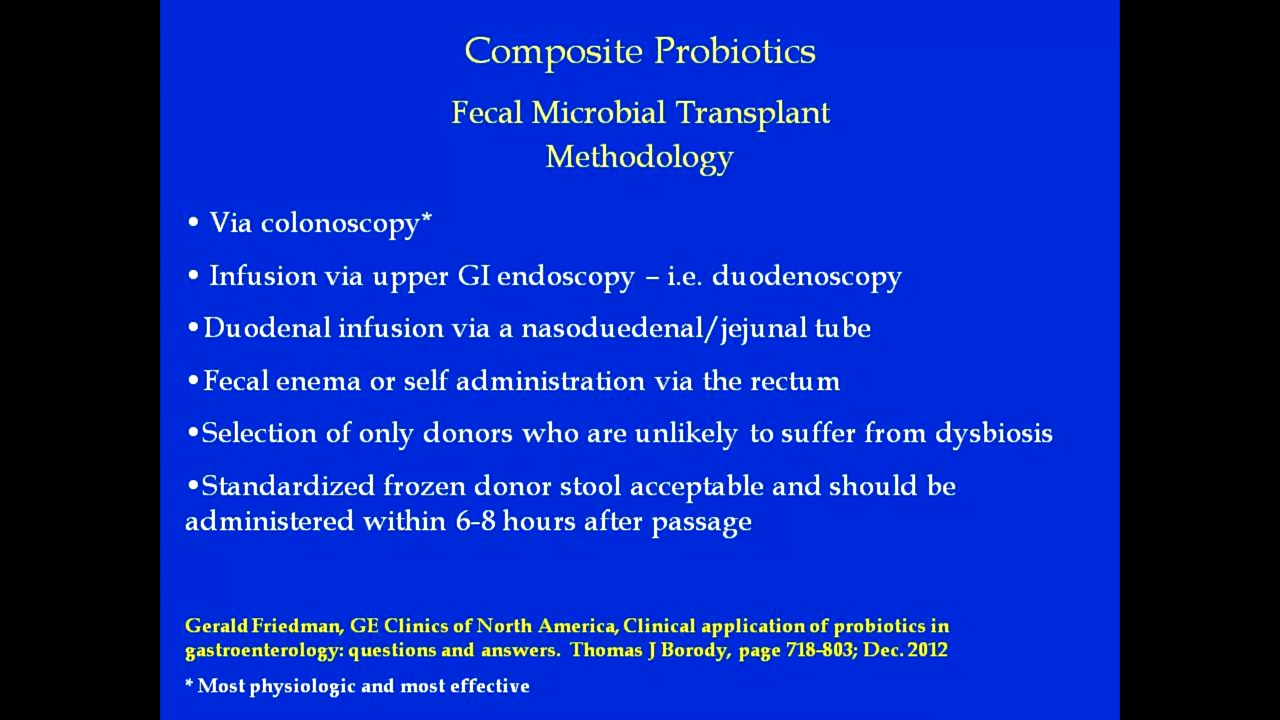 Composite Probiotics
Fecal Microbial Transplant
Methodology
• Via colonoscopy*
• Infusion via upper GI endoscopy – i.e. duodenoscopy
•Duodenal infusion via a nasoduedenal/jejunal tube
•Fecal enema or self administration via the rectum
•Selection of only donors who are unlikely to suffer from dysbiosis
•Standardized frozen donor stool acceptable and should be
administered within 6-8 hours after passage
Gerald Friedman, GE Clinics of North America, Clinical application of probiotics in
gastroenterology: questions and answers. Thomas J Borody, page 718-803; Dec. 2012
* Most physiologic and most effective